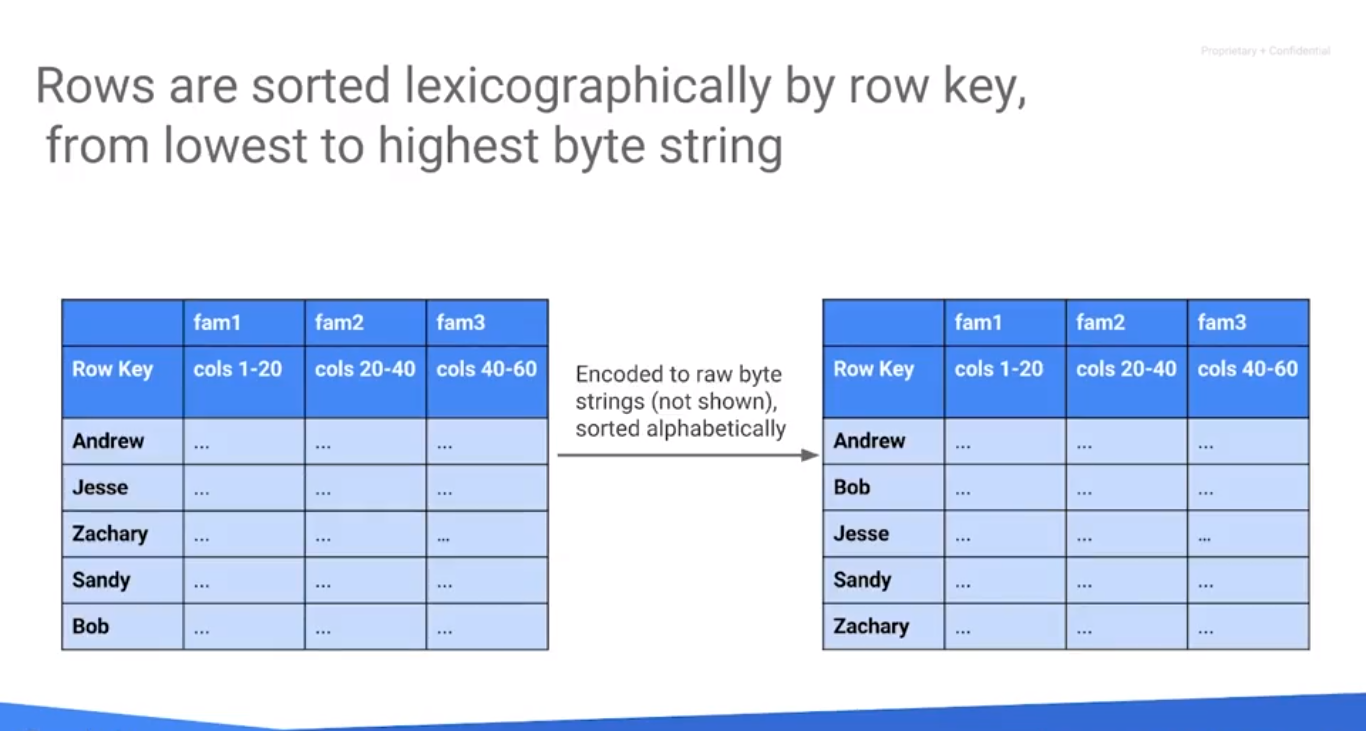 Proprietary + Confidential
Rows are sorted lexicographically by row key,
from lowest to highest byte string
fam1 fam2 fam3
Row Key cols 1-20 cols 20-40 cols 40-60
Andrew ... ... ...
Jesse ... ... ...
Zachary ... ... ...
Sandy ... ... ...
Bob ... ... ...
Encoded to raw byte
strings (not shown),
sorted alphabetically
fam1 fam2 fam3
Row Key cols 1-20 cols 20-40 cols 40-60
Andrew ... ... ...
Bob ... ... ...
Jesse ... ... ...
Sandy ... ... ...
Zachary ... ... ...